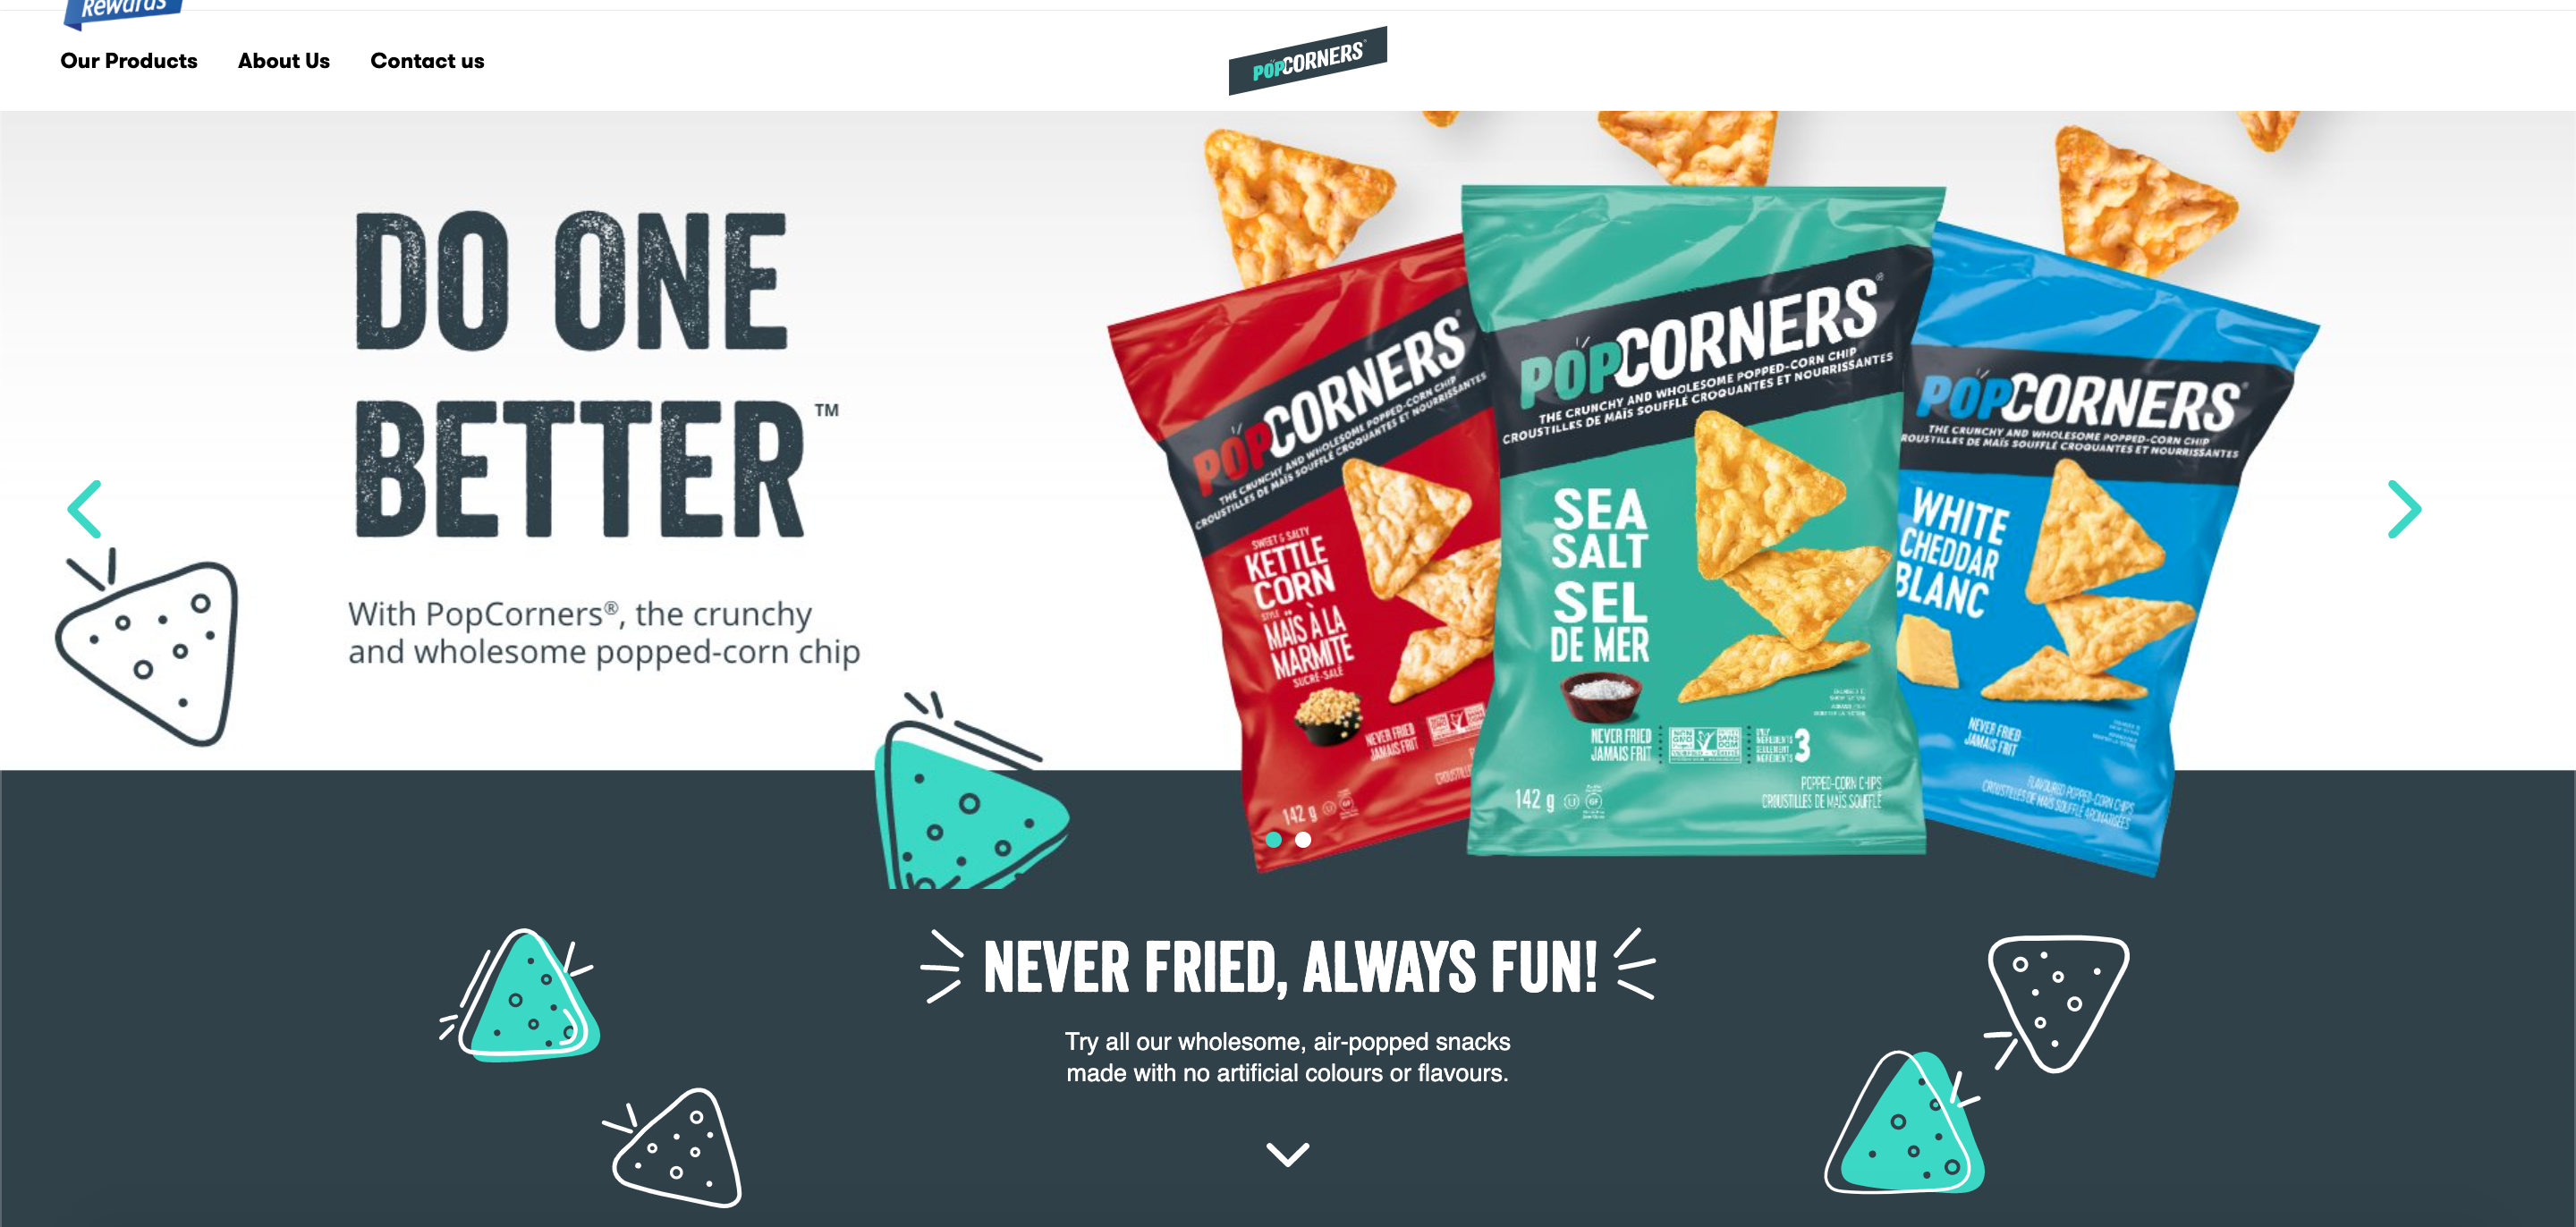 Rewards
Our Products
About Us
Contact us
POPCORNERS®
DO ONE
BETTER™
With PopCorners®, the crunchy
and wholesome popped-corn chip
POPCORNERS®
THE CRUNCHY AND WHOLESOME POPPED-CORN CHIP
CROUSTILLES DE MAÏS SOUFFLÉ CROQUANTES ET NOURRISSANTES
SWEET & SALTY
KETTLE
CORN
STYLE
MAÏS À LA
MARMITE
SUCRÉ-SALÉ
NEVER FRIED
JAMAIS FRIT
142 g
POPCORNERS®
THE CRUNCHY AND WHOLESOME POPPED-CORN CHIP
CROUSTILLES DE MAÏS SOUFFLÉ CROQUANTES ET NOURRISSANTES
SEA
SALT
SEL
DE MER
NEVER FRIED
JAMAIS FRIT
3
142 g
POPPED-CORN CHIPS
CROUSTILLES DE MAÏS SOUFFLÉ
POPCORNERS®
THE CRUNCHY AND WHOLESOME POPPED-CORN CHIP
ROUSTILLES DE MAÏS SOUFFLÉ CROQUANTES ET NOURRISSANTES
WHITE
CHEDDAR
BLANC
NEVER FRIED
JAMAIS FRIT
FLAVOURED POPPED-CORN CHIPS
CROUSTILLES DE MAÏS SOUFFLÉ AROMATISÉES
NEVER FRIED, ALWAYS FUN!
Try all our wholesome, air-popped snacks
made with no artificial colours or flavours.